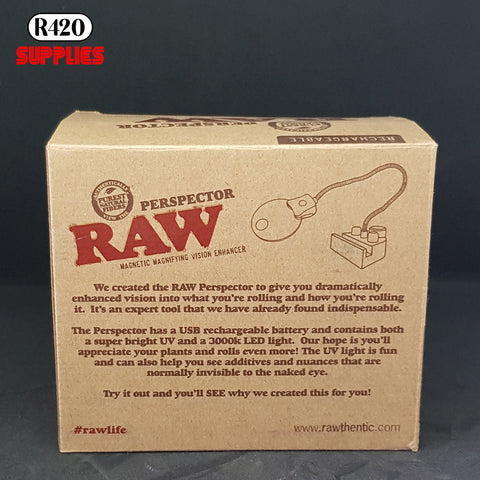 R420
SUPPLIES
RAW
PERSPECTOR
RECHARGEABLE
AUTHENTICALLY
PUREST
NATURAL
FIBERS
PERSPECTOR
RAW
MAGNETIC MAGNIFYING VISION ENHANCER
We created the RAW Perspector to give you dramatically
enhanced vision into what you're rolling and how you're rolling
it.  It's an expert tool that we have already found indispensable.
The Perspector has a USB rechargeable battery and contains both
a super bright UV and a 3000k LED light.  Our hope is you'll
appreciate your plants and rolls even more! The UV light is fun
and can also help you see additives and nuances that are
normally invisible to the naked eye.
Try it out and you'll SEE why we created this for you!
#rawlife
www.rawthentic.com